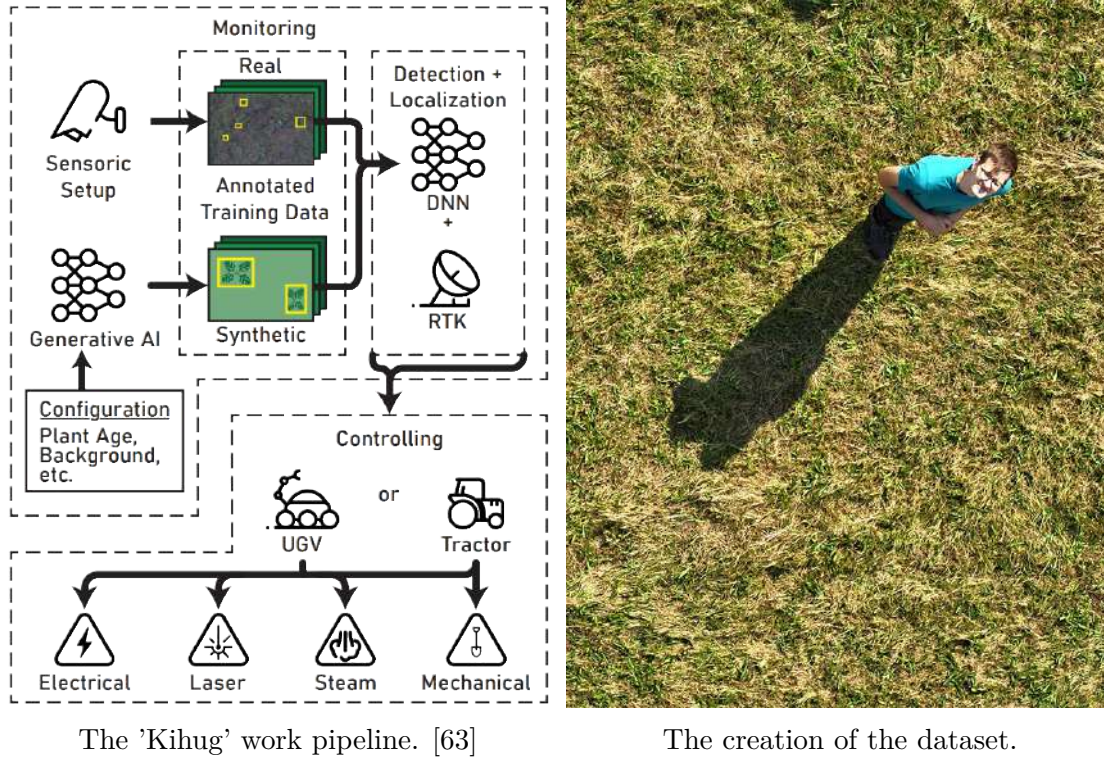 Monitoring
Real
Detection +
Localization
Sensoric
Setup
Annotated
Training Data
DNN
+
RTK
Generative AI
Synthetic
Configuration
Plant Age,
Background,
etc.
Controlling
or
UGV
Tractor
Electrical
Laser
Steam
Mechanical
The 'Kihug' work pipeline. [63]
The creation of the dataset.